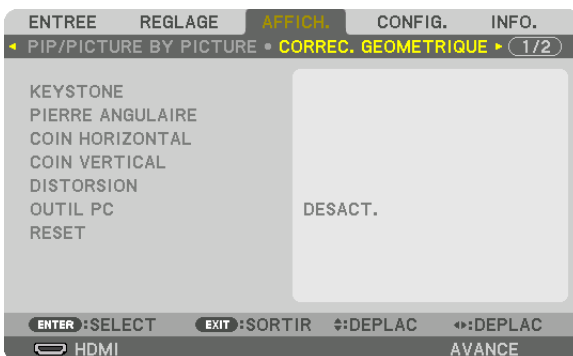 ENTREE REGLAGE AFFICH. CONFIG. INFO.
PIP/PICTURE BY PICTURE • CORREC. GEOMETRIQUE 1/2
KEYSTONE
PIERRE ANGULAIRE
COIN HORIZONTAL
COIN VERTICAL
DISTORSION
OUTIL PC DESACT.
RESET
ENTER :SELECT EXIT :SORTIR :DEPLAC :DEPLAC
HDMI AVANCE